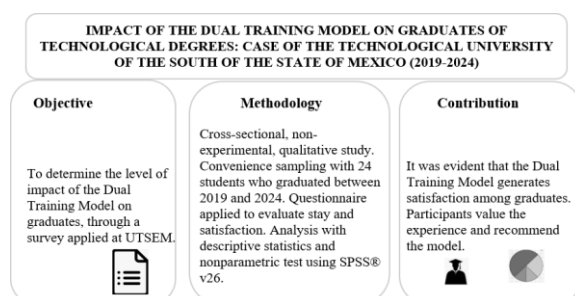 IMPACT OF THE DUAL TRAINING MODEL ON GRADUATES OF
TECHNOLOGICAL DEGREES: CASE OF THE TECHNOLOGICAL UNIVERSITY
OF THE SOUTH OF THE STATE OF MEXICO (2019-2024)
Objective
To determine the level of
impact of the Dual
Training Model on
graduates, through a
survey applied at UTSEM.
Methodology
Cross-sectional, non-
experimental, qualitative study.
Convenience sampling with 24
students who graduated between
2019 and 2024. Questionnaire
applied to evaluate stay and
satisfaction. Analysis with
descriptive statistics and
nonparametric test using SPSS®
v26.
Contribution
It was evident that the Dual
Training Model generates
satisfaction among graduates.
Participants value the
experience and recommend
the model.